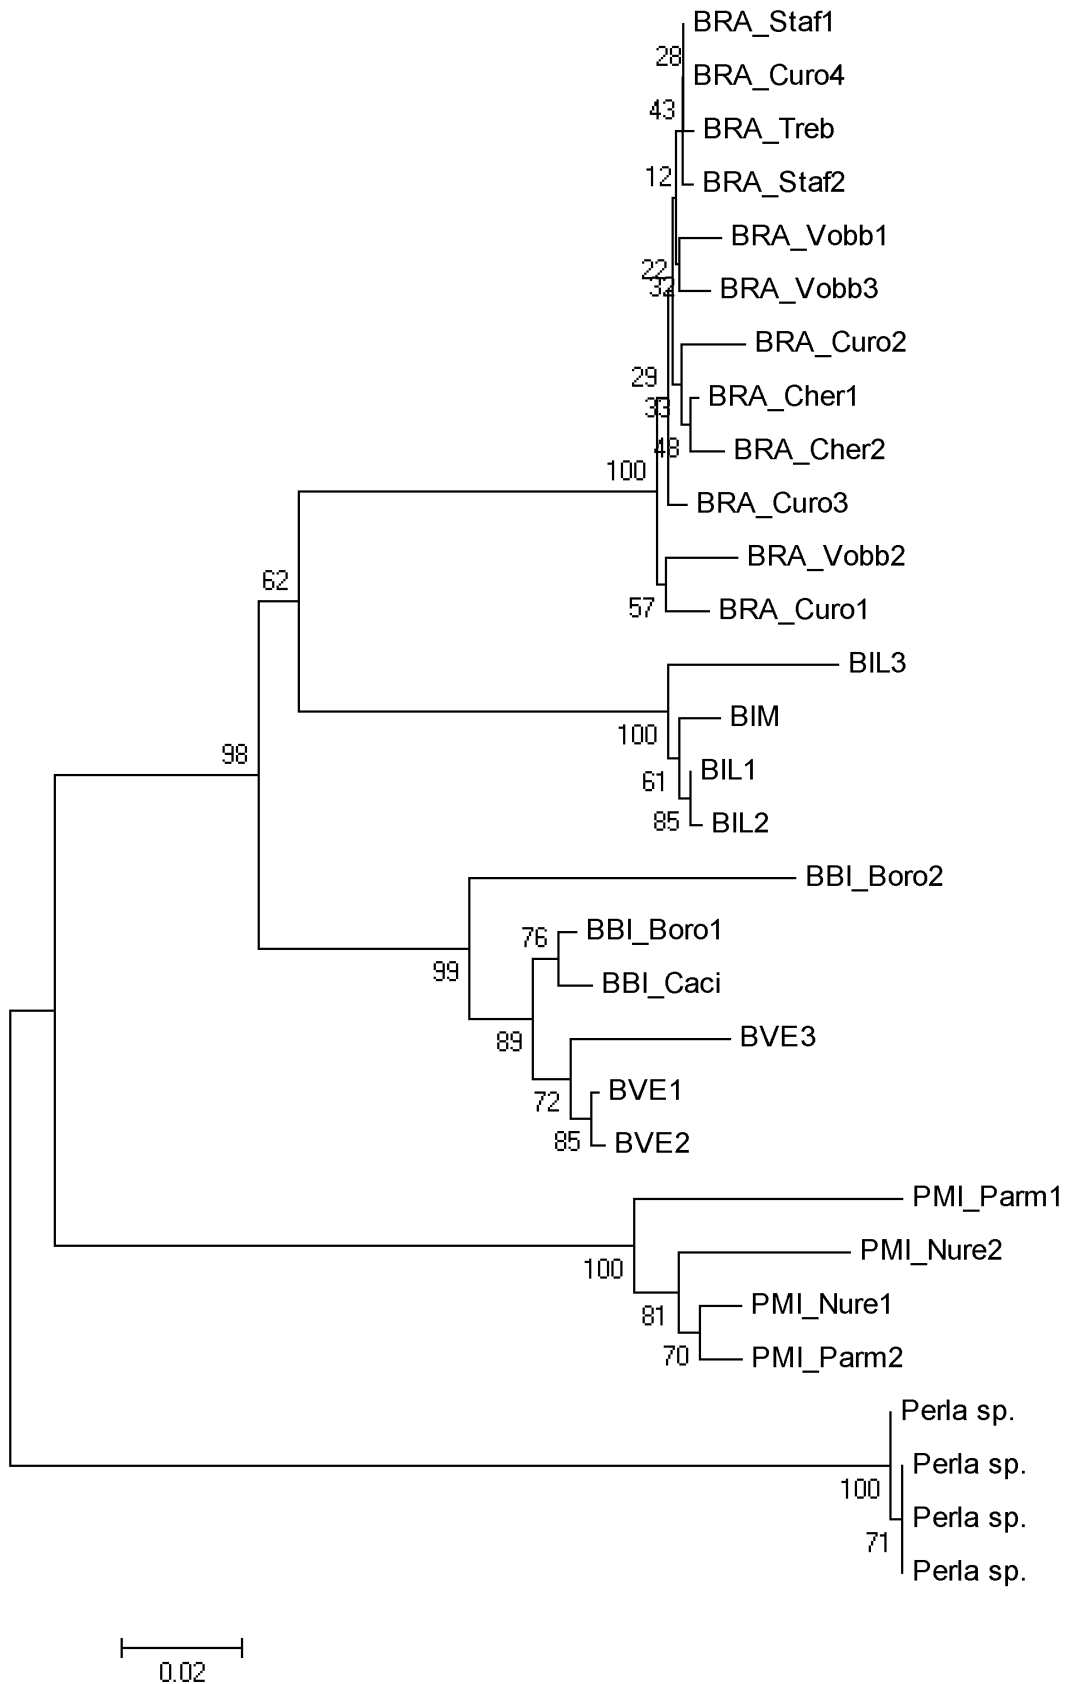 BRA_Staf1
28
BRA_Curo4
43
BRA_Treb
12
BRA_Staf2
BRA_Vobb1
22
32
BRA_Vobb3
BRA_Curo2
29
BRA_Cher1
33
48
BRA_Cher2
100
BRA_Curo3
BRA_Vobb2
62
57
BRA_Curo1
BIL3
BIM
100
98
BIL1
61
BIL2
85
BBI_Boro2
BBI_Boro1
76
99
BBI_Caci
BVE3
89
BVE1
72
BVE2
85
PMI_Parm1
PMI_Nure2
100
PMI_Nure1
81
PMI_Parm2
70
Perla sp.
Perla sp.
100
Perla sp.
71
Perla sp.
0.02